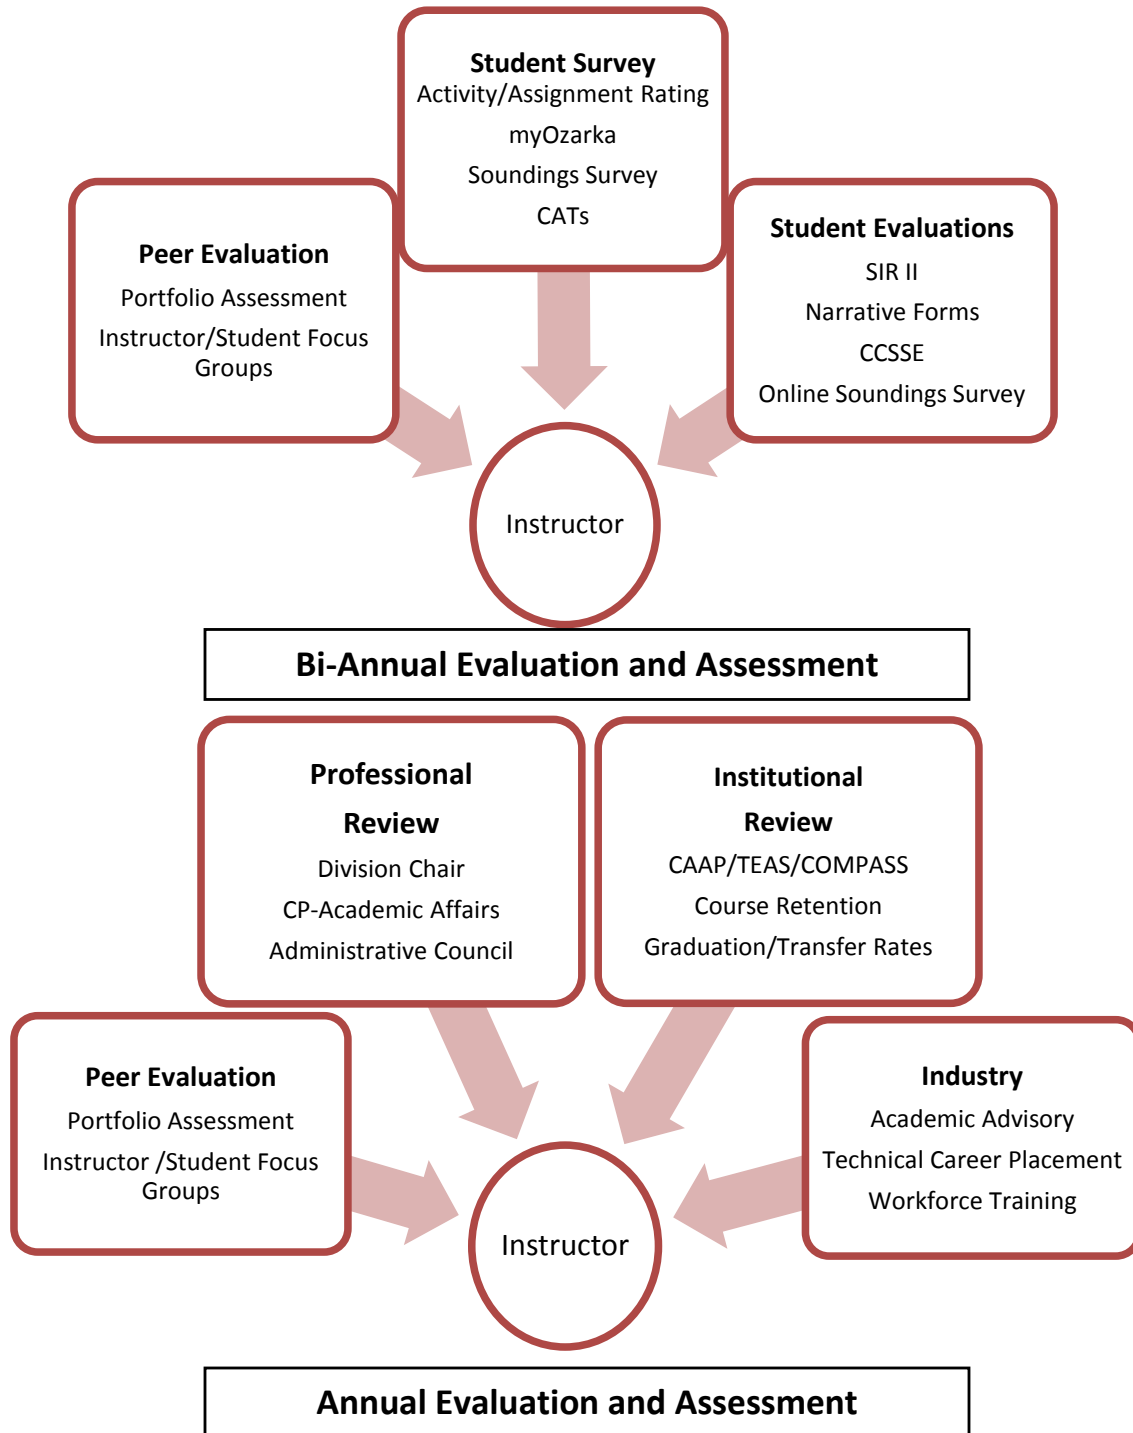 Student Survey
Activity/Assignment Rating
myOzarka
Soundings Survey
CATs
Peer Evaluation
Portfolio Assessment
Instructor/Student Focus
Groups
Student Evaluations
SIR II
Narrative Forms
CCSSE
Online Soundings Survey
Instructor
Bi-Annual Evaluation and Assessment
Professional
Review
Division Chair
CP-Academic Affairs
Administrative Council
Institutional
Review
CAAP/TEAS/COMPASS
Course Retention
Graduation/Transfer Rates
Peer Evaluation
Portfolio Assessment
Instructor /Student Focus
Groups
Industry
Academic Advisory
Technical Career Placement
Workforce Training
Instructor
Annual Evaluation and Assessment